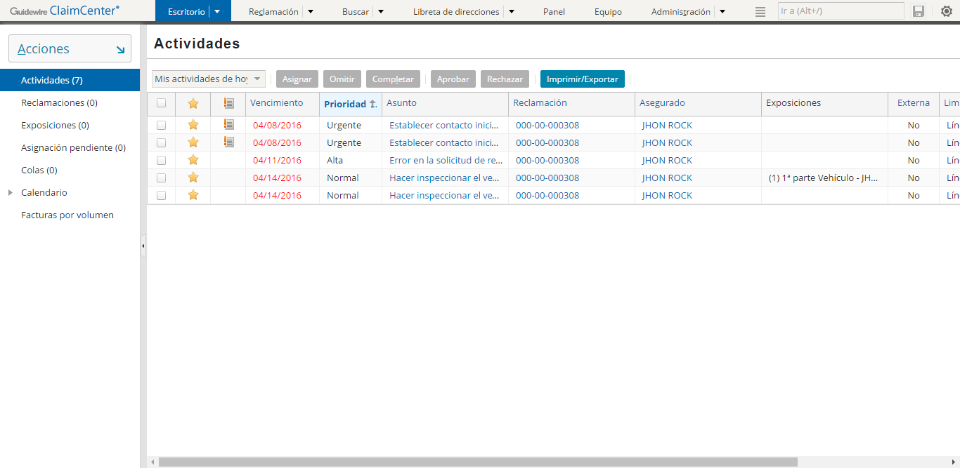 Guidewire ClaimCenter® Escritorio Reclamación Buscar Libreta de direcciones Panel Equipo Administración Ir a (Alt+/)
Acciones
Actividades (7)
Reclamaciones (0)
Exposiciones (0)
Asignación pendiente (0)
Colas (0)
Calendario
Facturas por volumen
Actividades
Mis actividades de hoy Asignar Omitir Completar Aprobar Rechazar Imprimir/Exportar
Vencimiento Prioridad Asunto Reclamación Asegurado Exposiciones Externa Lím
04/08/2016 Urgente Establecer contacto inici... 000-00-000308 JHON ROCK No Lín
04/08/2016 Urgente Establecer contacto inici... 000-00-000308 JHON ROCK No Lín
04/11/2016 Alta Error en la solicitud de re... 000-00-000308 JHON ROCK No Lín
04/14/2016 Normal Hacer inspeccionar el ve... 000-00-000308 JHON ROCK (1) 1ª parte Vehículo - JH... No Lín
04/14/2016 Normal Hacer inspeccionar el ve... 000-00-000308 JHON ROCK No Lín